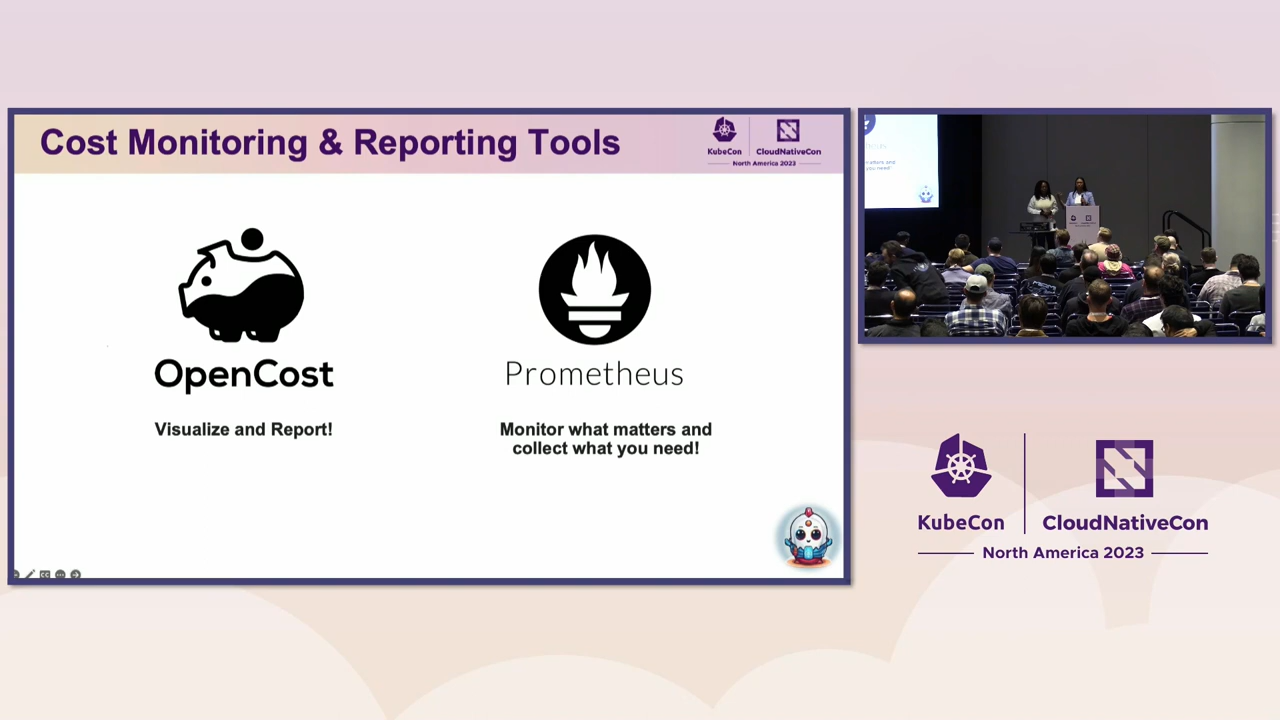 Cost Monitoring & Reporting Tools
KubeCon
CloudNativeCon
North America 2023
OpenCost
Prometheus
Visualize and Report!
Monitor what matters and
collect what you need!
KubeCon
CloudNativeCon
North America 2023